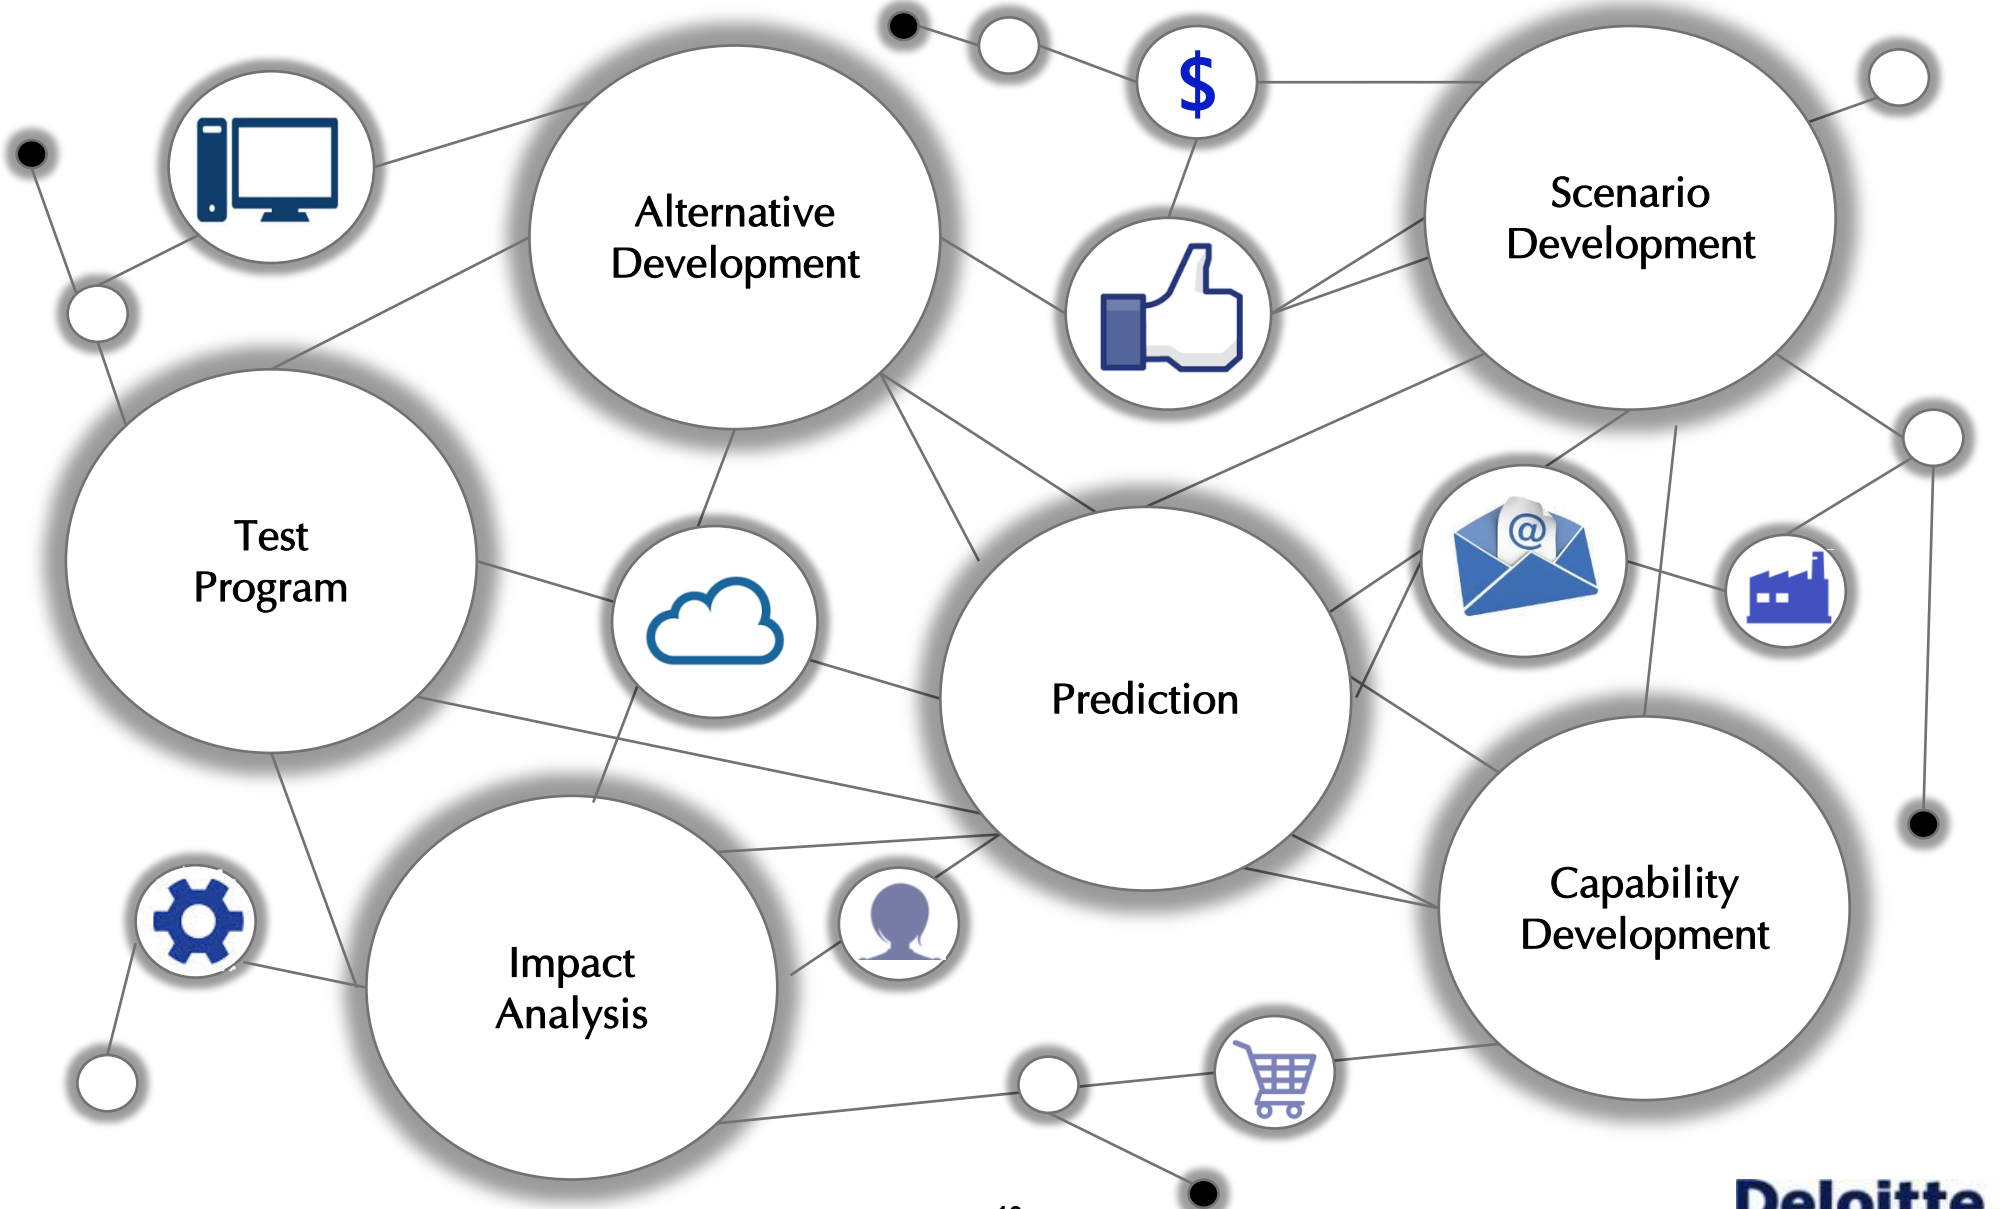 $
Alternative
Development
Scenario
Development
@
Test
Program
Prediction
Capability
Development
Impact
Analysis
Deloitte